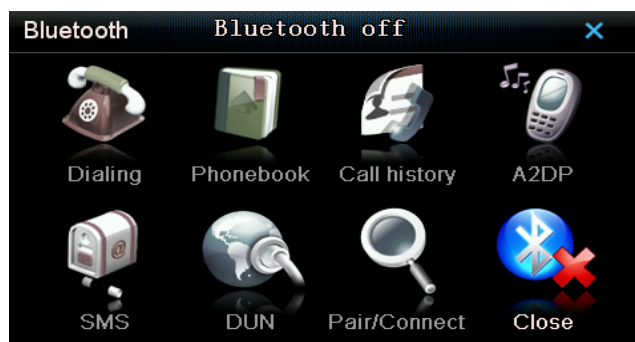 Bluetooth Bluetooth off
Dialing Phonebook Call history A2DP
SMS DUN Pair/Connect Close